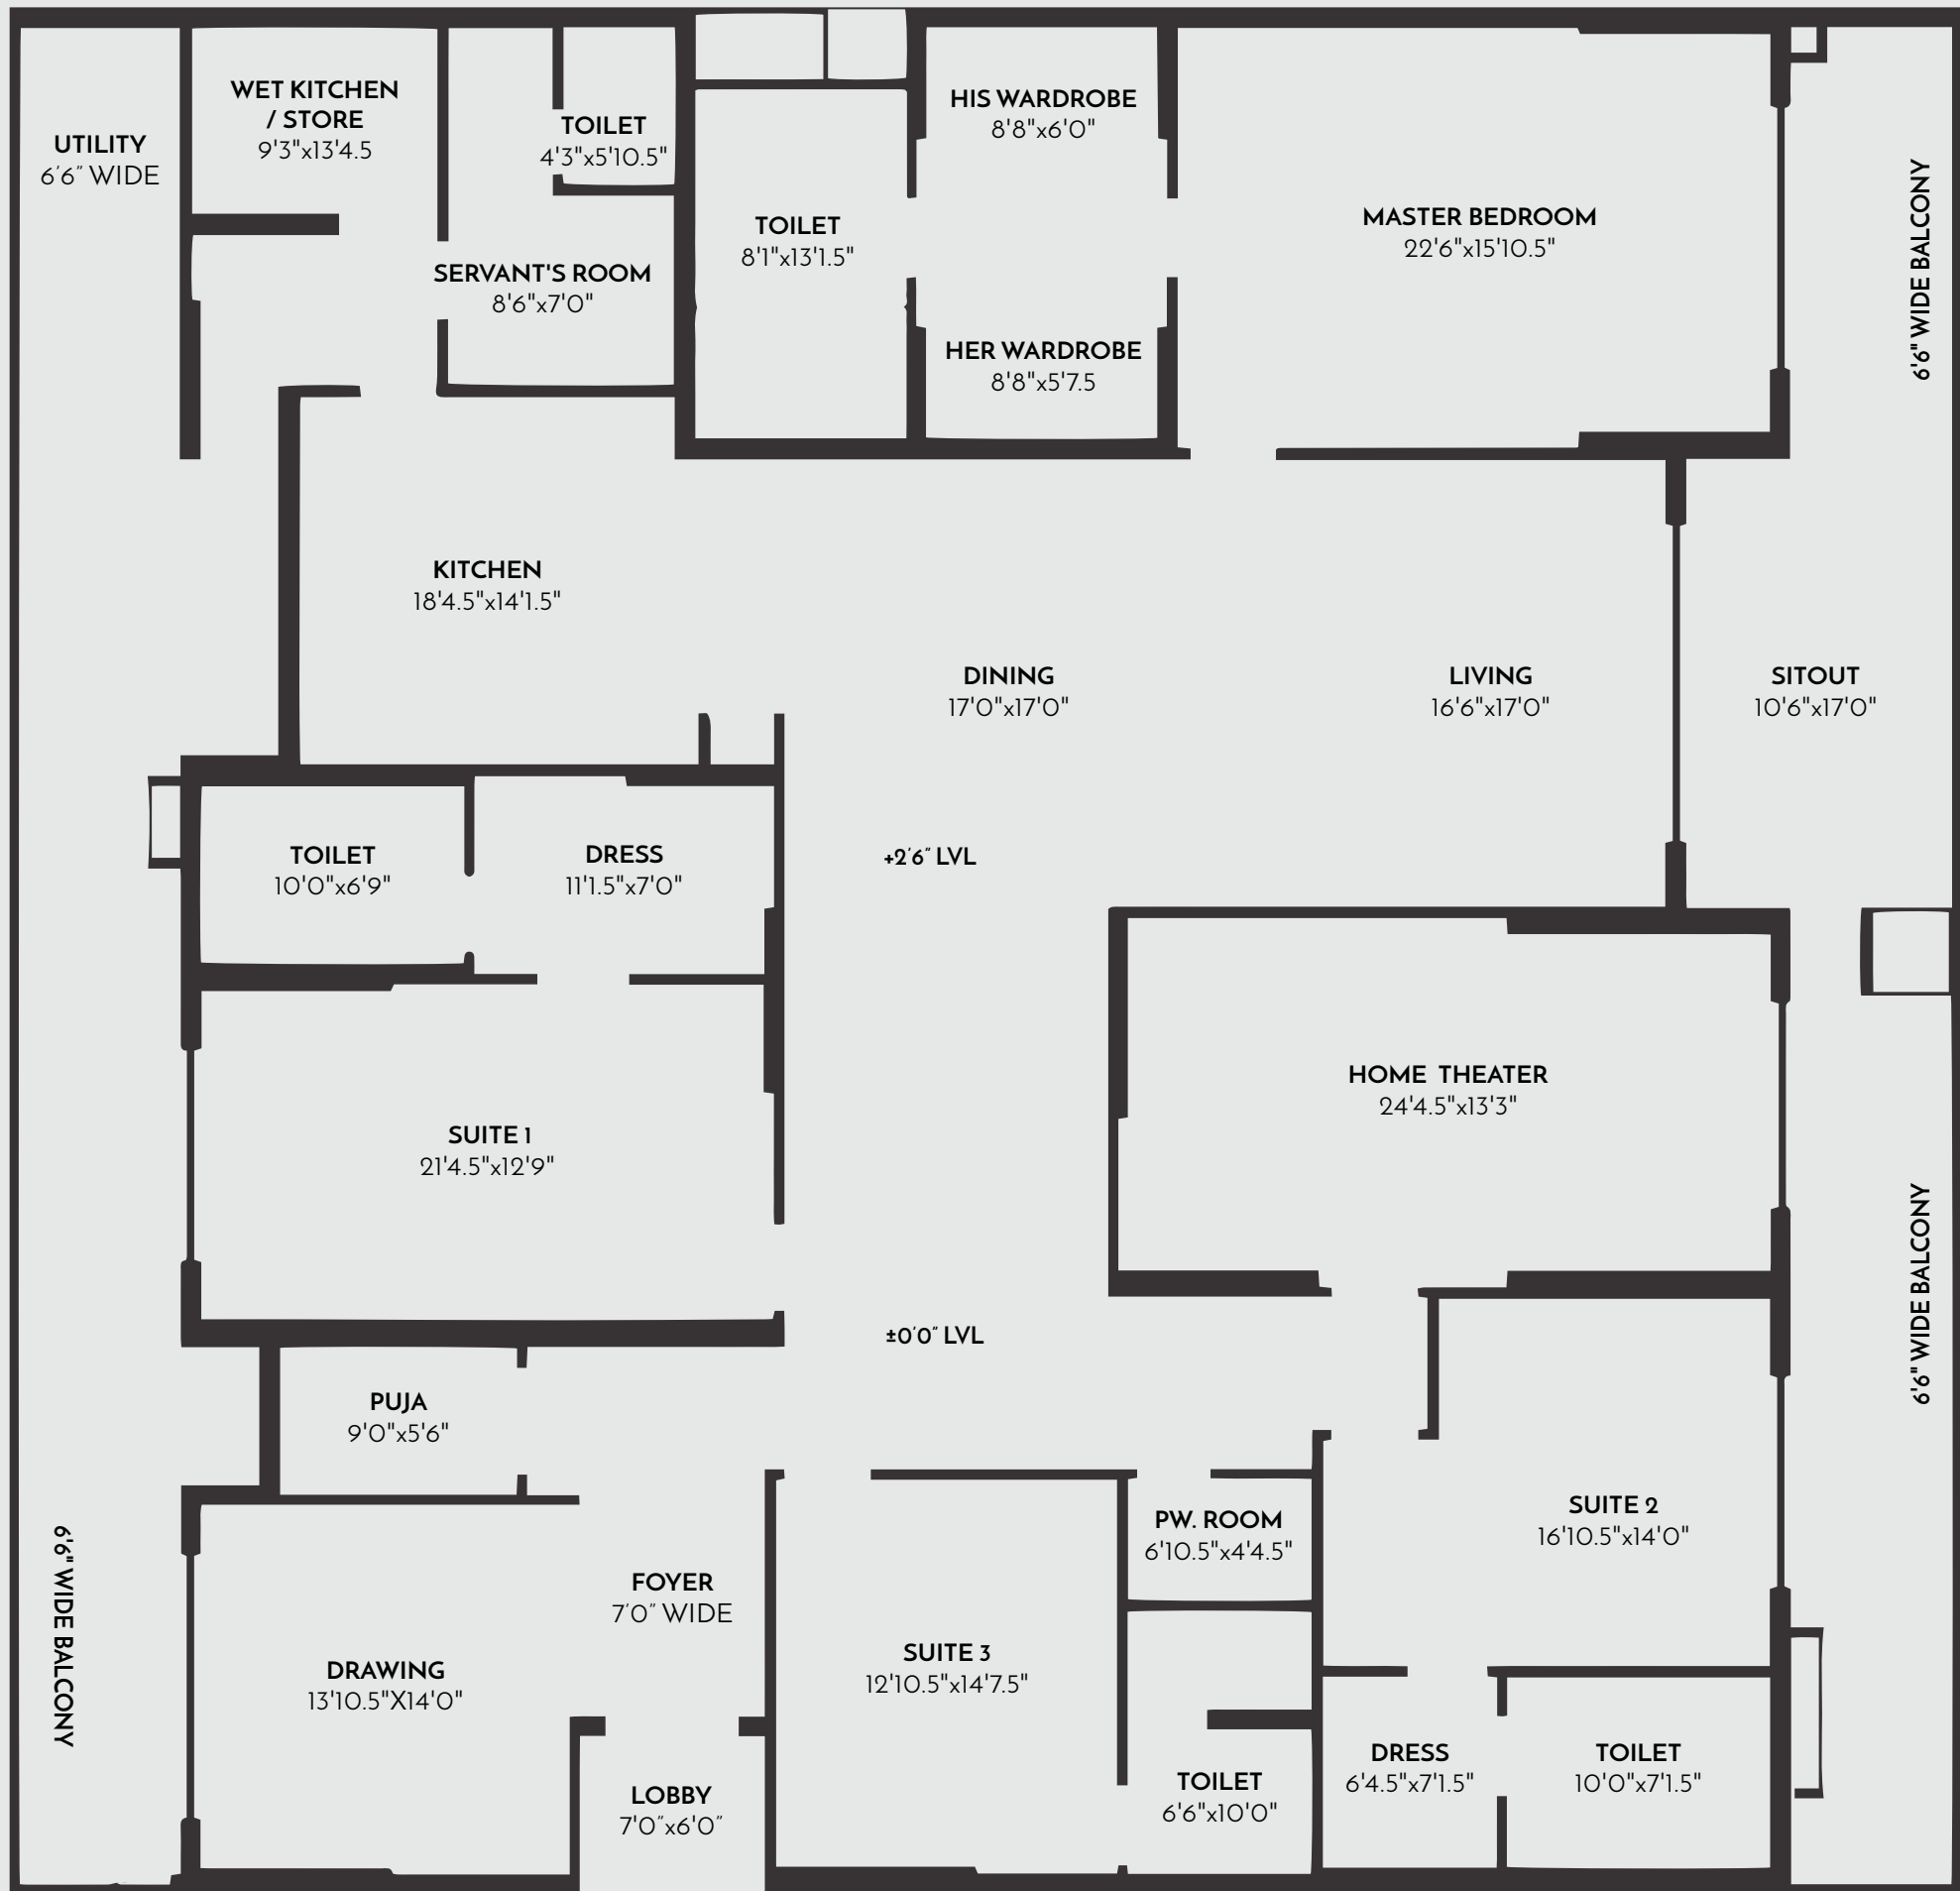 WET KITCHEN
/ STORE
9'3"x13'4.5
UTILITY
6'6" WIDE
TOILET
4'3"x5'10.5"
HIS WARDROBE
8'8"x6'0"
TOILET
8'1"x13'1.5"
MASTER BEDROOM
22'6"x15'10.5"
6'6" WIDE BALCONY
SERVANT'S ROOM
8'6"x7'0"
HER WARDROBE
8'8"x5'7.5
KITCHEN
18'4.5"x14'1.5"
DINING
17'0"x17'0"
LIVING
16'6"x17'0"
SITOUT
10'6"x17'0"
TOILET
10'0"x6'9"
DRESS
11'1.5"x7'0"
+2'6" LVL
HOME THEATER
24'4.5"x13'3"
SUITE 1
21'4.5"x12'9"
6'6" WIDE BALCONY
±0'0" LVL
PUJA
9'0"x5'6"
SUITE 2
16'10.5"x14'0"
PW. ROOM
6'10.5"x4'4.5"
6'6" WIDE BALCONY
FOYER
7'0" WIDE
DRAWING
13'10.5"X14'0"
SUITE 3
12'10.5"x14'7.5"
LOBBY
7'0"x6'0"
TOILET
6'6"x10'0"
DRESS
6'4.5"x7'1.5"
TOILET
10'0"x7'1.5"